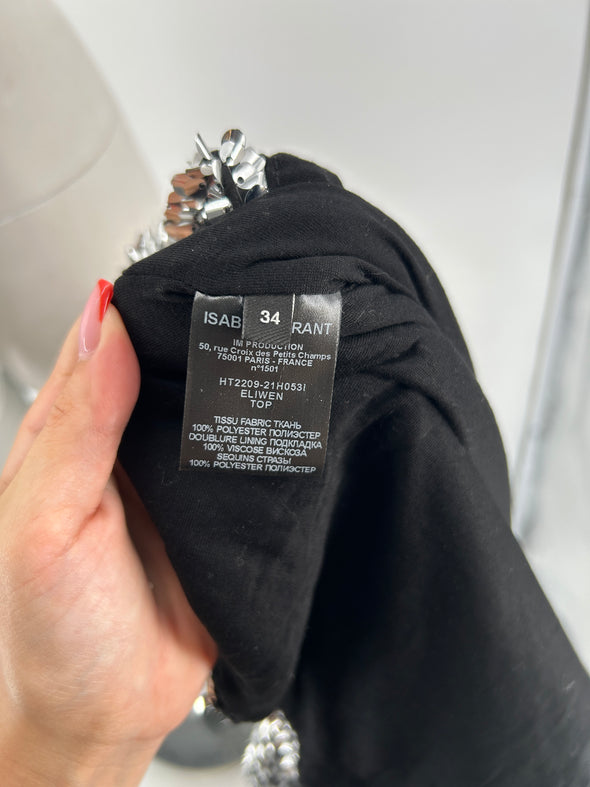 ISAB 34 RANT
IM PRODUCTION
50, rue Croix des Petits Champs
75001 PARIS - FRANCE
n°1501
HT2209-21H053I
ELIWEN
TOP
TISSU FABRIC ТКАНЬ
100% POLYESTER ПОЛИЭСТЕР
DOUBLURE LINING ПОДКЛАДКА
100% VISCOSE ВИСКОЗА
SEQUINS СТРАЗЫ
100% POLYESTER ПОЛИЭСТЕР